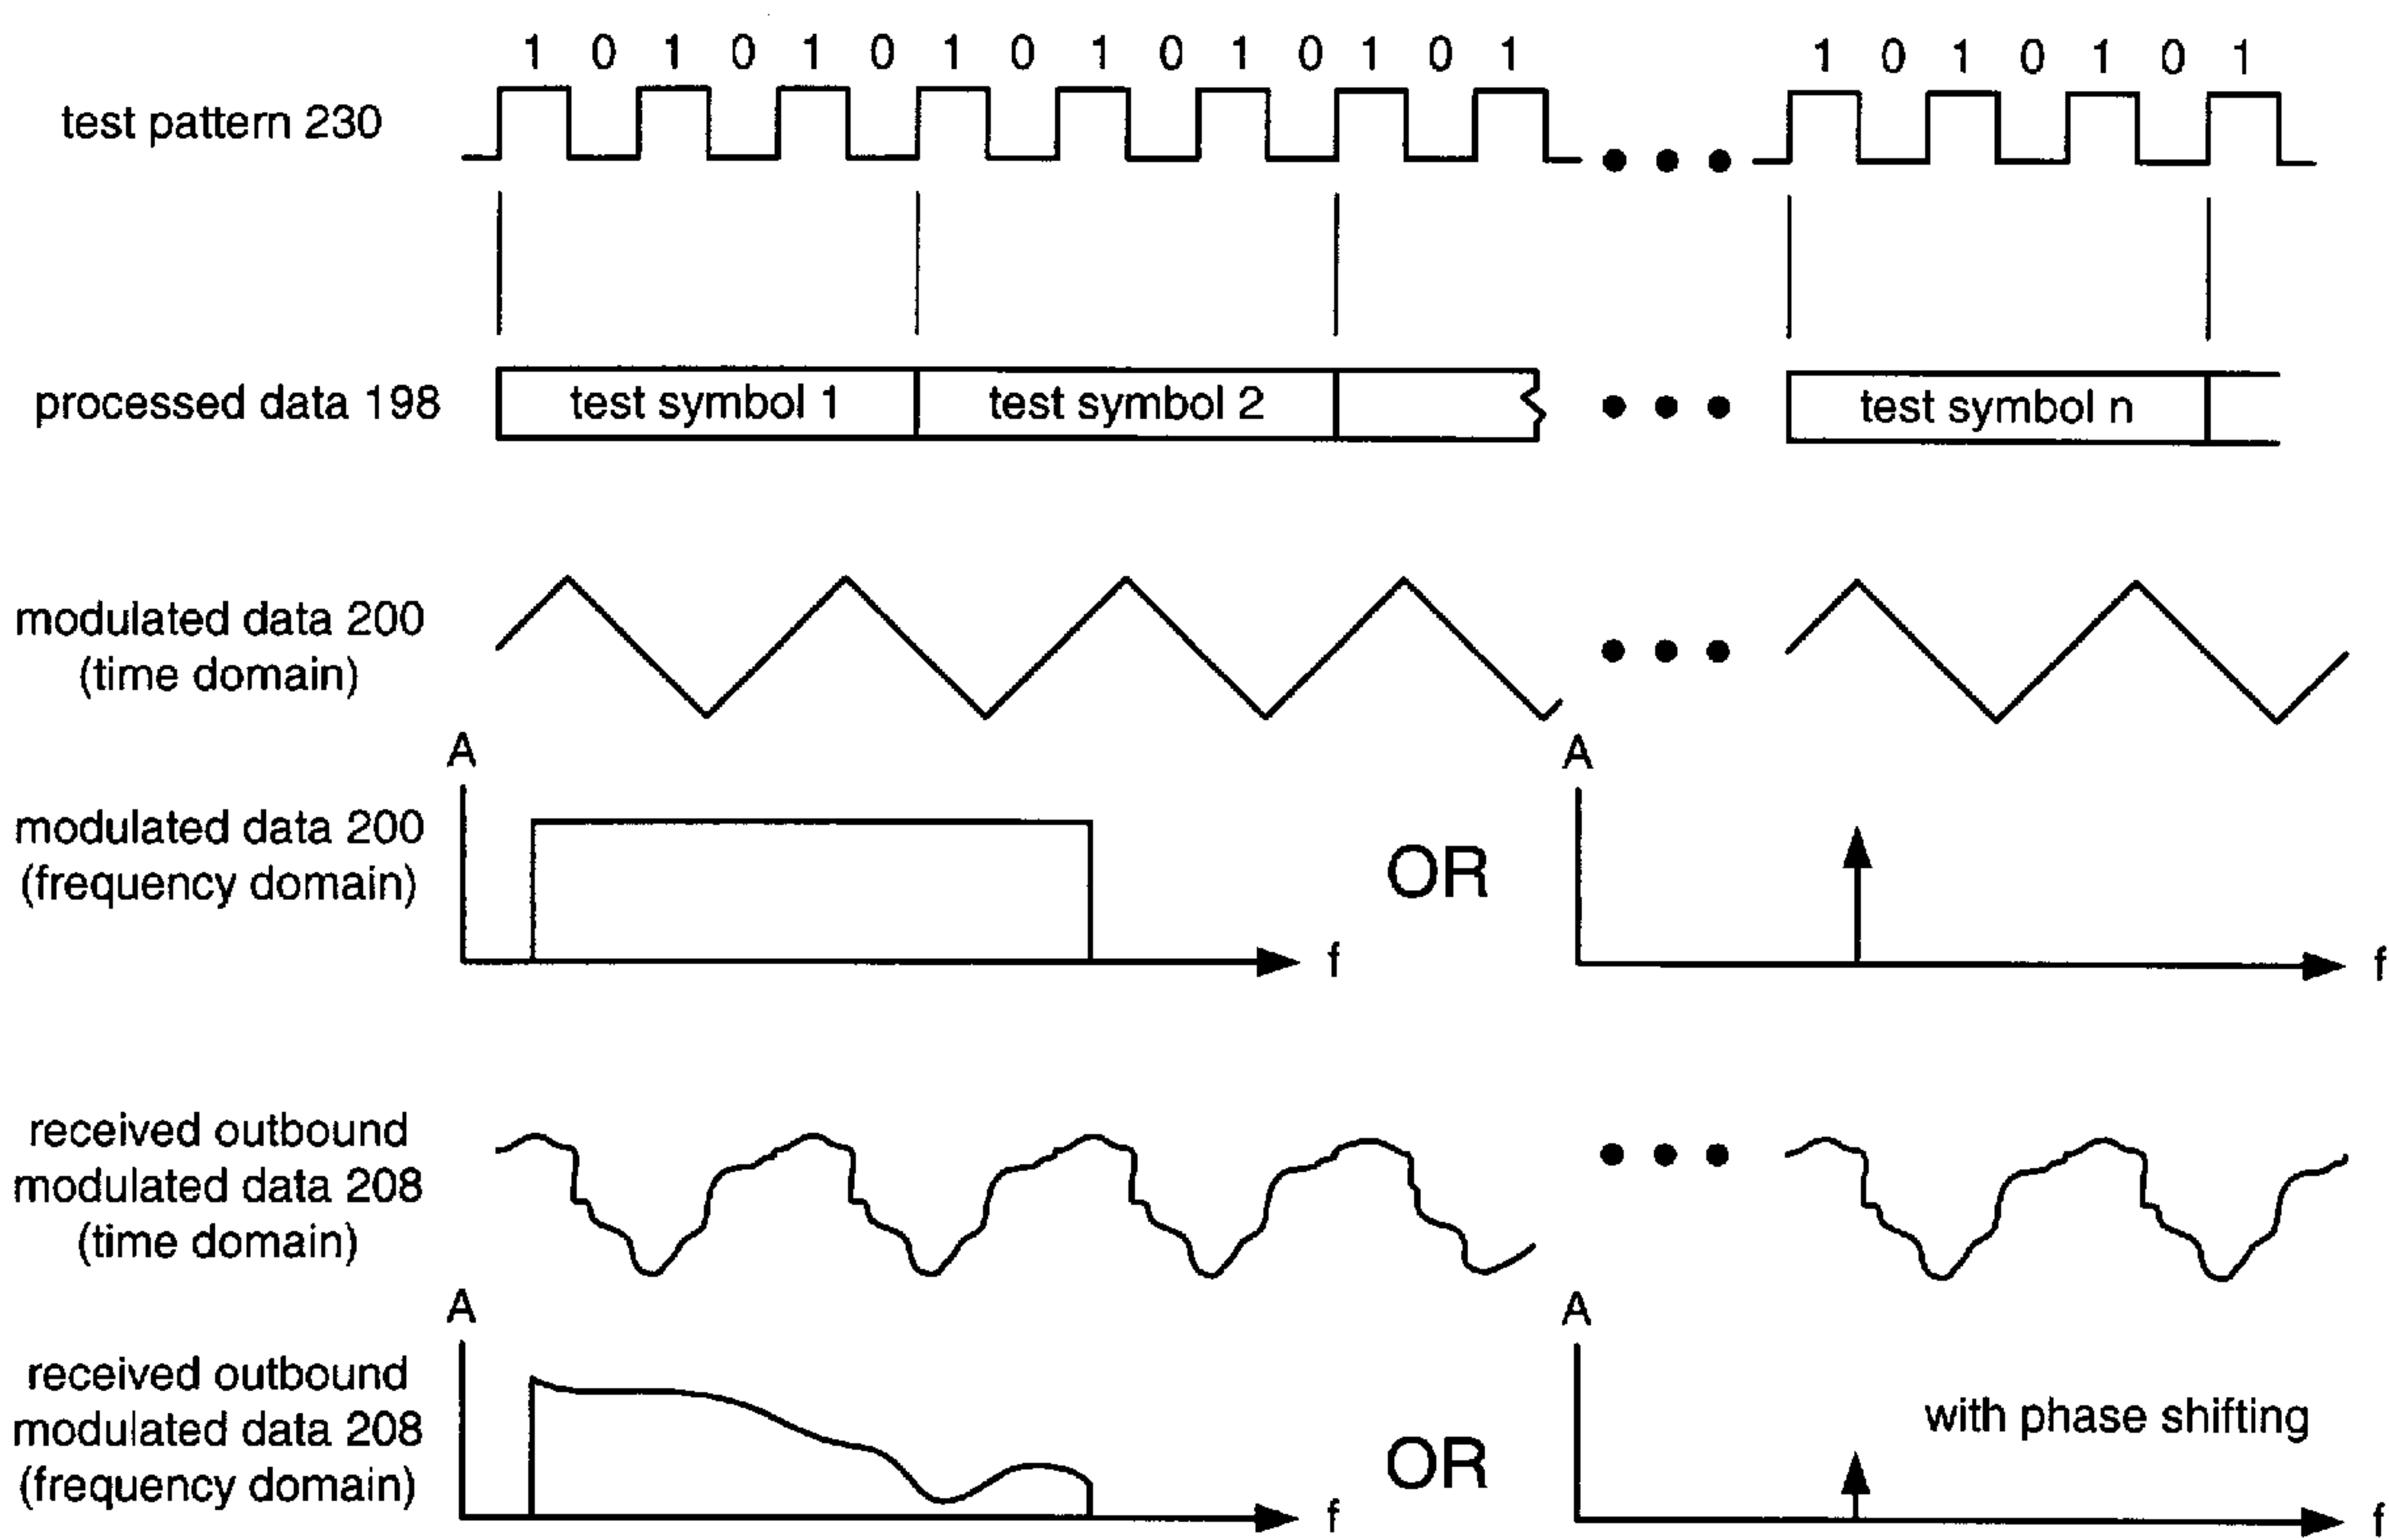 1 0 1 0 1 0 1 0 1 0 1 0 1 0 1 1 0 1 0 1 0 1
test pattern 230
processed data 198 test symbol 1 test symbol 2 test symbol n
modulated data 200
(time domain)
A A
modulated data 200
(frequency domain)
OR
f f
received outbound
modulated data 208
(time domain)
A A
received outbound
modulated data 208
(frequency domain)
OR
with phase shifting
f f